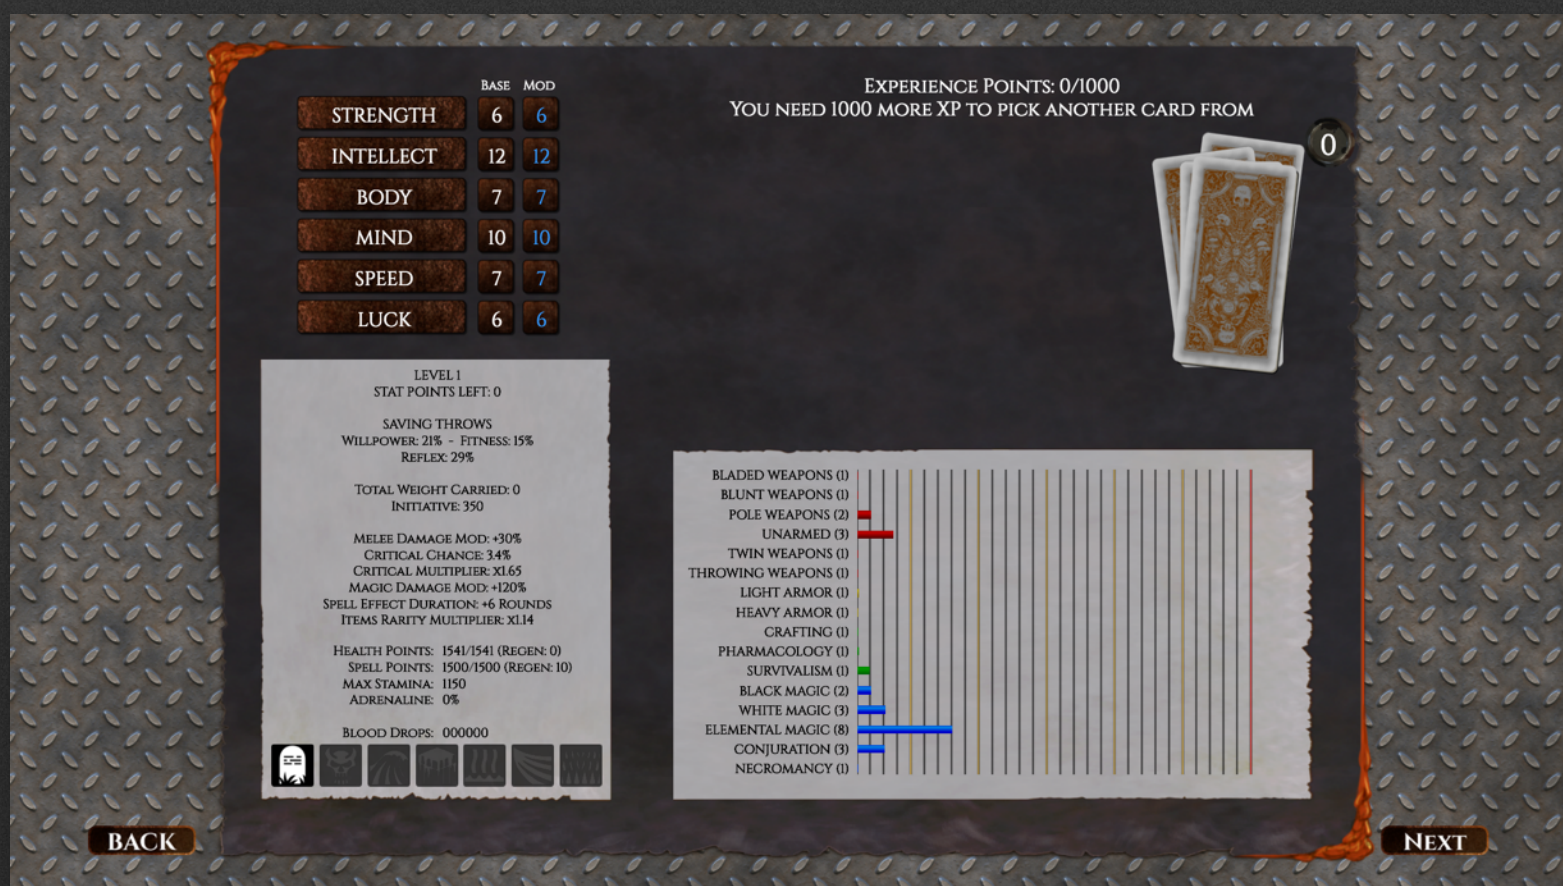 BASE MOD
STRENGTH 6 6
INTELLECT 12 12
BODY 7 7
MIND 10 10
SPEED 7 7
LUCK 6 6
EXPERIENCE POINTS: 0/1000
YOU NEED 1000 MORE XP TO PICK ANOTHER CARD FROM
0
LEVEL 1
STAT POINTS LEFT: 0
SAVING THROWS
WILLPOWER: 21% - FITNESS: 15%
REFLEX: 29%
TOTAL WEIGHT CARRIED: 0
INITIATIVE: 350
MELEE DAMAGE MOD: +30%
CRITICAL CHANCE: 3.4%
CRITICAL MULTIPLIER: X1.65
MAGIC DAMAGE MOD: +120%
SPELL EFFECT DURATION: +6 ROUNDS
ITEMS RARITY MULTIPLIER: X1.14
HEALTH POINTS: 1541/1541 (REGEN: 0)
SPELL POINTS: 1500/1500 (REGEN: 10)
MAX STAMINA: 1150
ADRENALINE: 0%
BLOOD DROPS: 000000
BLADED WEAPONS (1)
BLUNT WEAPONS (1)
POLE WEAPONS (2)
UNARMED (3)
TWIN WEAPONS (1)
THROWING WEAPONS (1)
LIGHT ARMOR (1)
HEAVY ARMOR (1)
CRAFTING (1)
PHARMACOLOGY (1)
SURVIVALISM (1)
BLACK MAGIC (2)
WHITE MAGIC (3)
ELEMENTAL MAGIC (8)
CONJURATION (3)
NECROMANCY (1)
BACK
NEXT